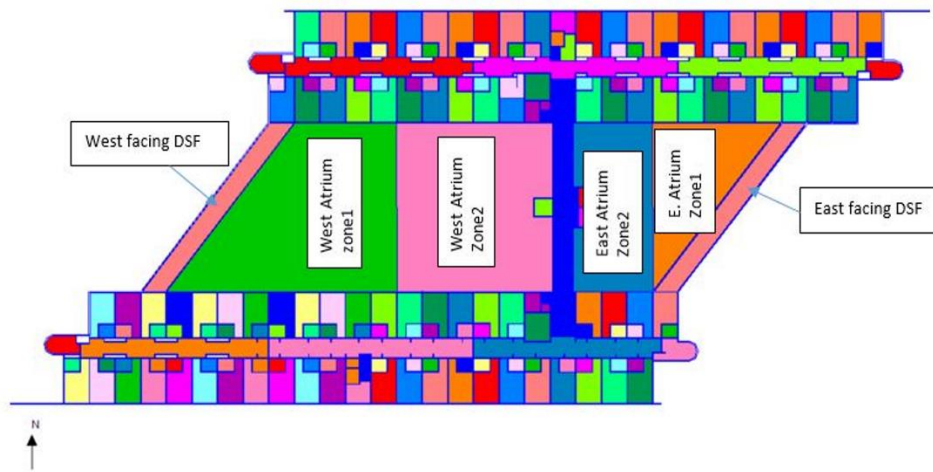 West facing DSF
West Atrium
zone1
West Atrium
Zone2
East Atrium
Zone2
E. Atrium
Zone1
East facing DSF
N